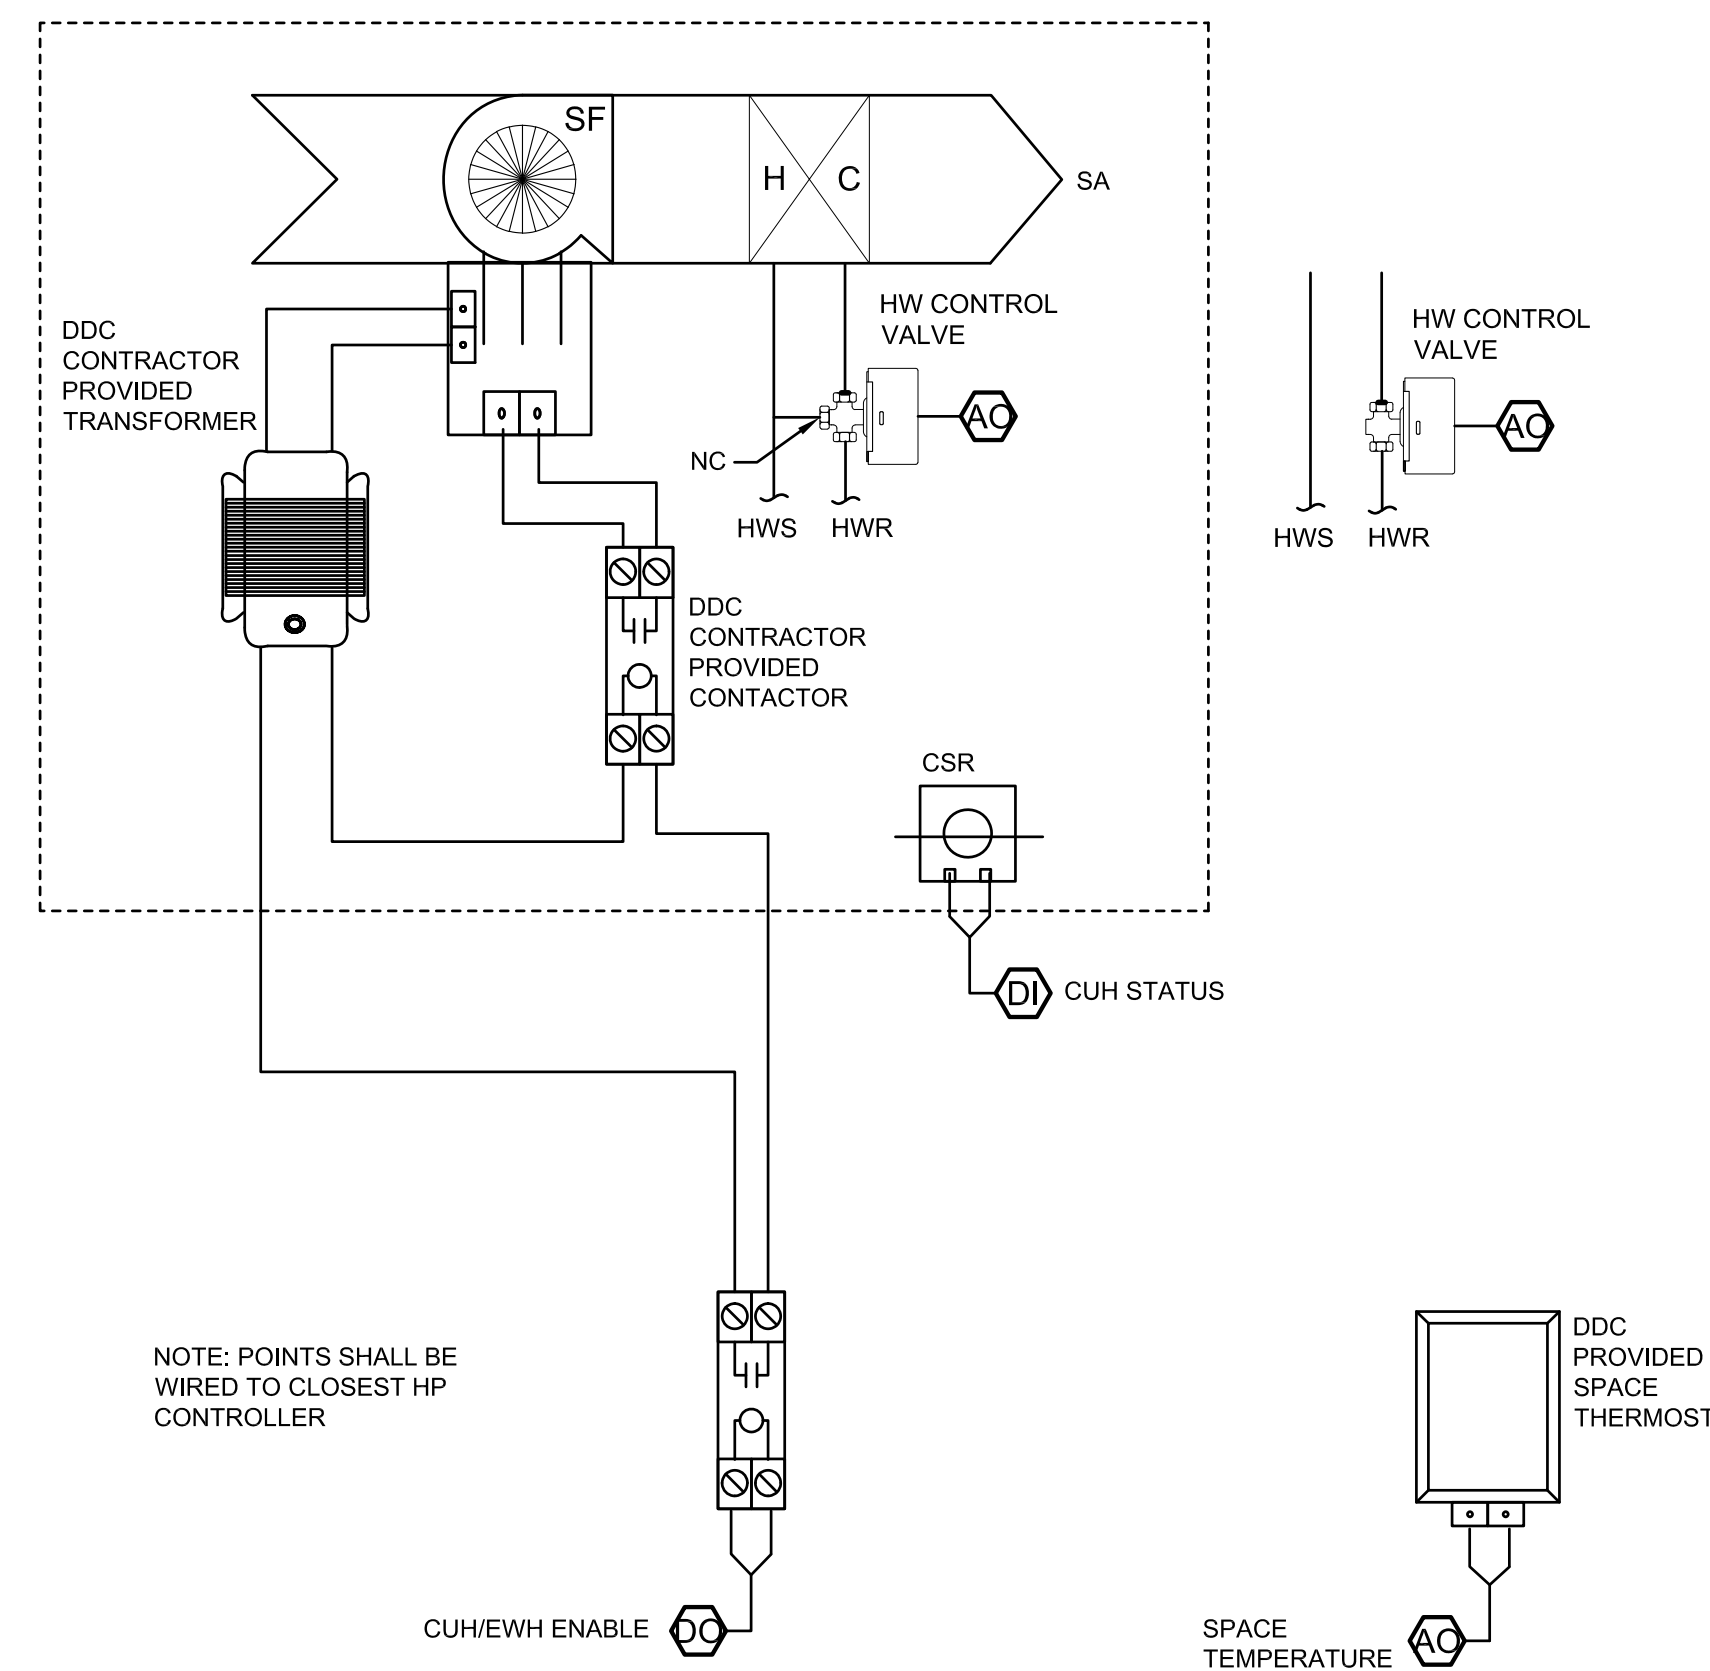 SF
H C
SA
HW CONTROL
VALVE
AO
NC
HWS HWR
HW CONTROL
VALVE
AO
HWS HWR
DDC
CONTRACTOR
PROVIDED
TRANSFORMER
DDC
CONTRACTOR
PROVIDED
CONTACTOR
CSR
DI CUH STATUS
NOTE: POINTS SHALL BE
WIRED TO CLOSEST HP
CONTROLLER
DDC
PROVIDED
SPACE
THERMOST
CUH/EWH ENABLE DO
SPACE
TEMPERATURE AO